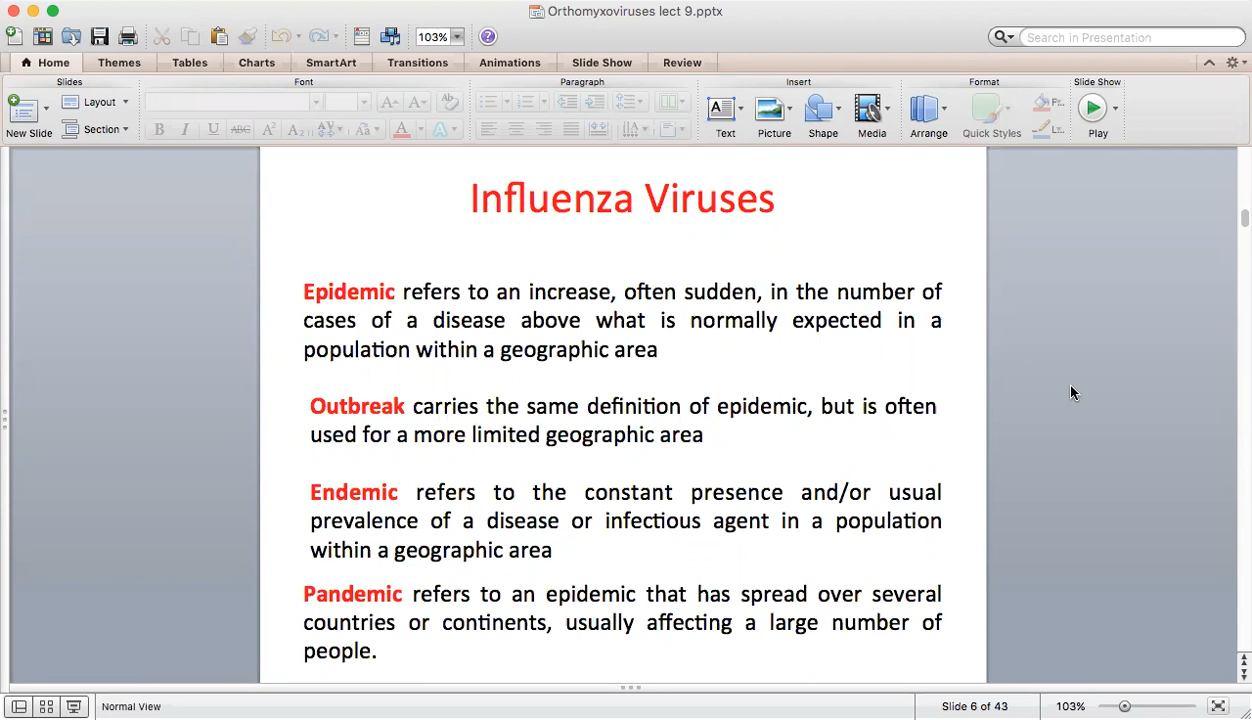 Orthomyxoviruses lect 9.pptx
103%
Search in Presentation
Home
Themes
Tables
Charts
SmartArt
Transitions
Animations
Slide Show
Review
Slides
Font
Paragraph
Insert
Format
Slide Show
New Slide
Layout
Section
B I U ABC A2 A2
Text
Picture
Shape
Media
Arrange
Quick Styles
Play
Influenza Viruses
Epidemic refers to an increase, often sudden, in the number of
cases of a disease above what is normally expected in a
population within a geographic area
Outbreak carries the same definition of epidemic, but is often
used for a more limited geographic area
Endemic refers to the constant presence and/or usual
prevalence of a disease or infectious agent in a population
within a geographic area
Pandemic refers to an epidemic that has spread over several
countries or continents, usually affecting a large number of
people.
Normal View
Slide 6 of 43
103%